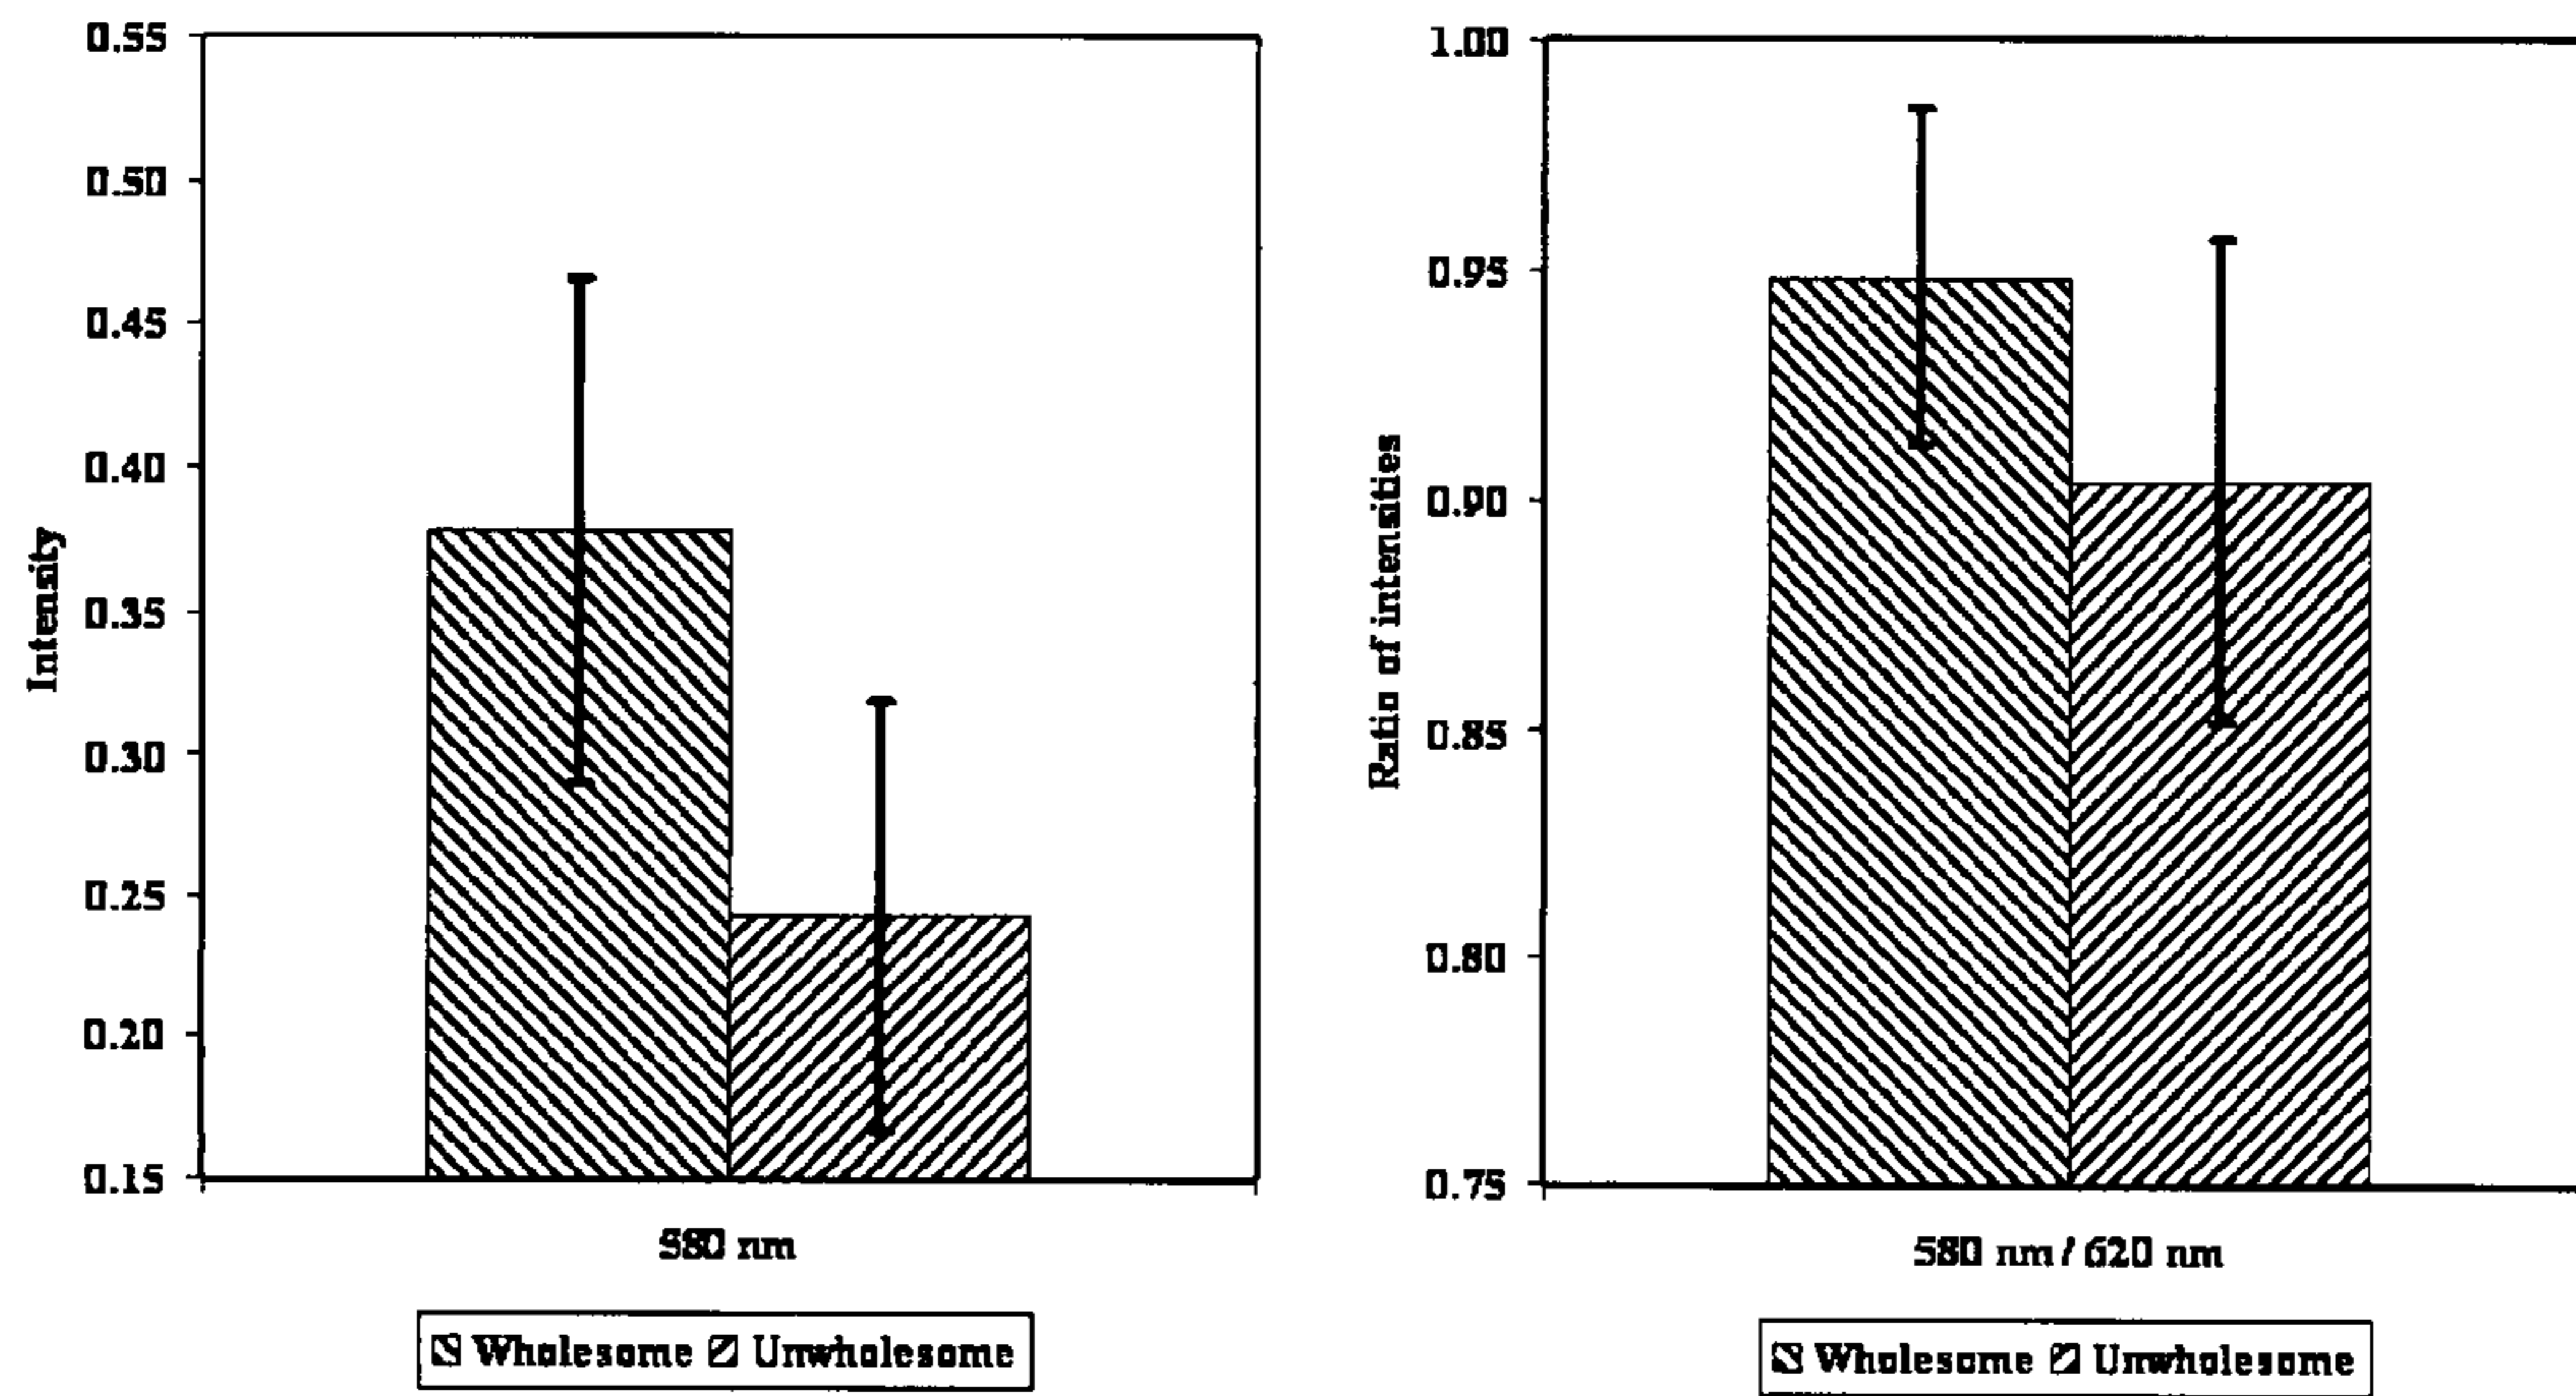 0.55
0.50
0.45
0.40
0.35
0.30
0.25
0.20
0.15
Intensity
580 nm
Wholesome Unwholesome
1.00
0.95
0.90
0.85
0.80
0.75
Ratio of intensities
580 nm / 620 nm
Wholesome Unwholesome